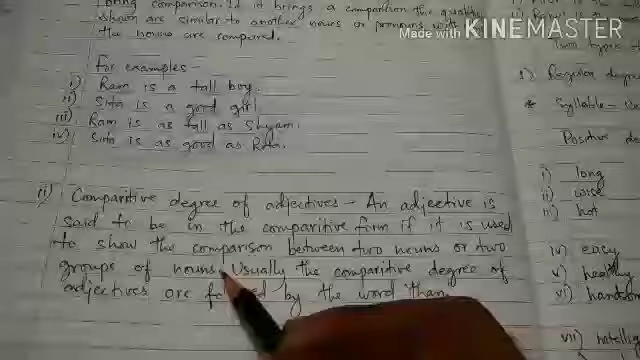 Made with KINEMASTER
bring comparison. If it brings a comparison the
shown are similar to another nouns or pronouns with
the nouns are compared.
For examples -
i) Ram is a tall boy.
ii) Sita is a good girl
iii) Ram is as tall as Shyam.
iv) Sita is as good as Rita.
ii) Comparitive degree of adjectives - An adjective is
said to be in the comparitive form if it is used
to show the comparison between two nouns or two
groups of nouns. Usually the comparitive degree of
adjectives are by the word than
Two types
1) Regular
* Syllable -
Positive
i) long
ii) wise
iii) hot
iv) easy
v) healthy
vi)
vii)